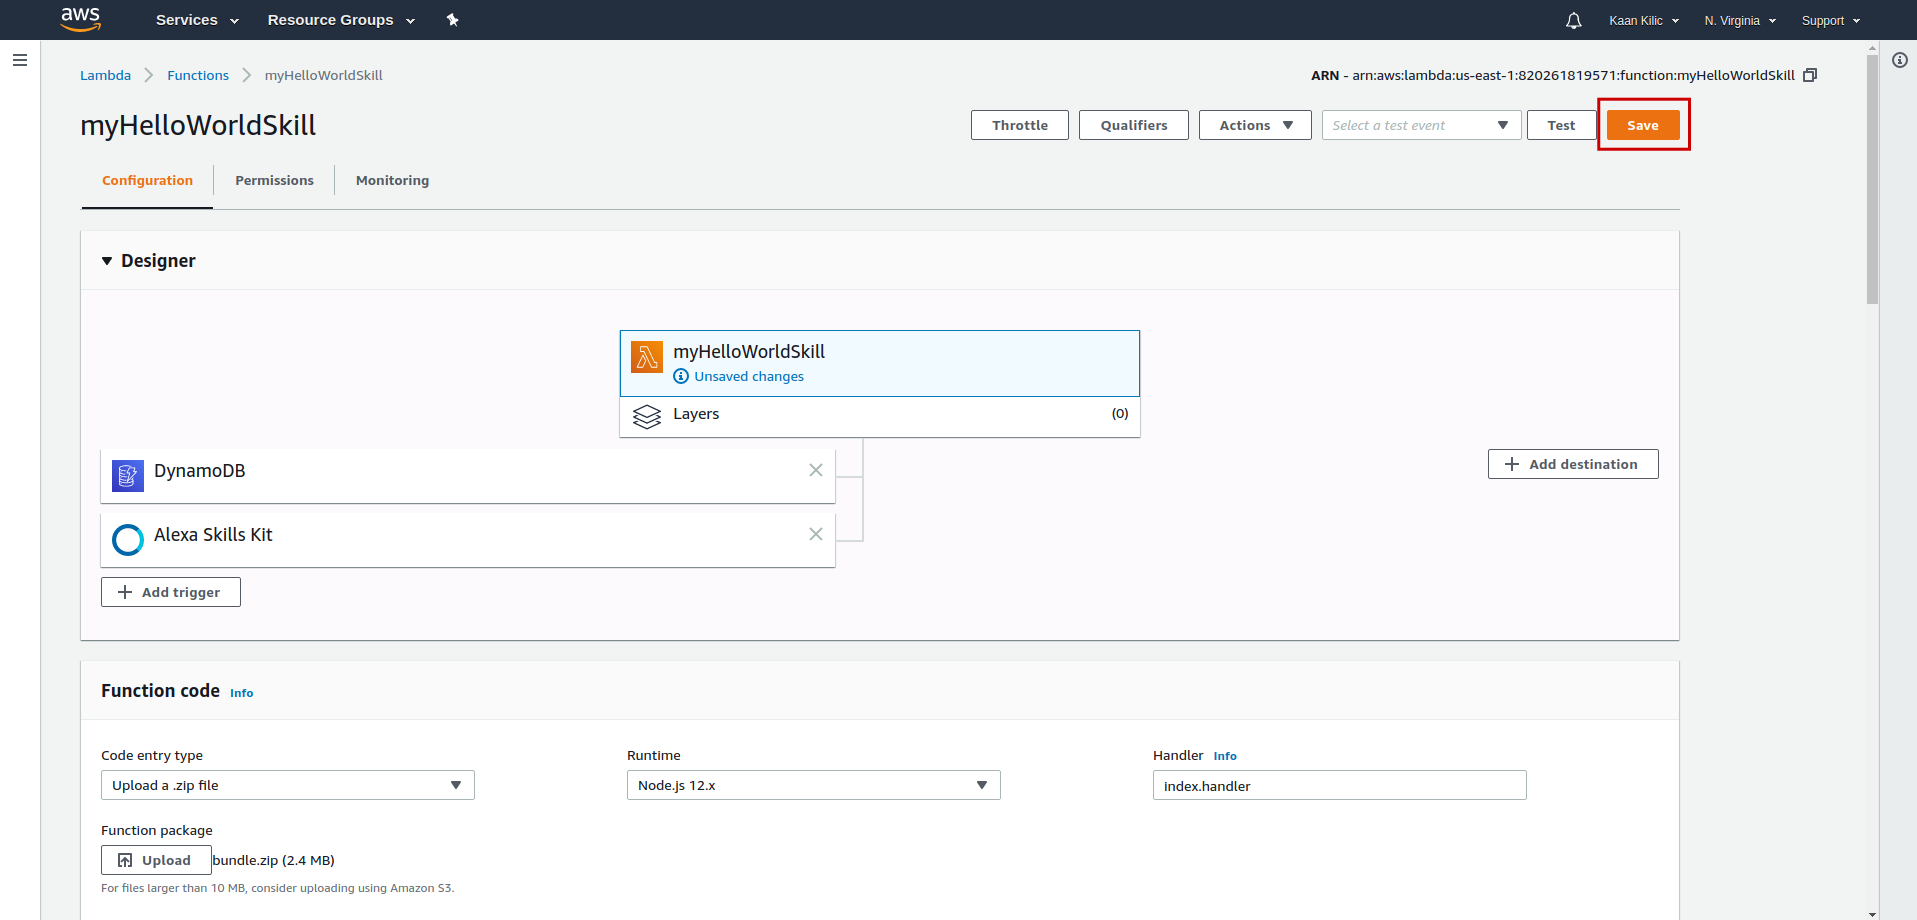 aws Services Resource Groups Kaan Kilic N. Virginia Support
Lambda Functions myHelloWorldSkill ARN - arn:aws:lambda:us-east-1:820261819571:function:myHelloWorldSkill
myHelloWorldSkill Throttle Qualifiers Actions Select a test event Test Save
Configuration Permissions Monitoring
Designer
myHelloWorldSkill
Unsaved changes
Layers (0)
DynamoDB
Add destination
Alexa Skills Kit
Add trigger
Function code Info
Code entry type Runtime Handler Info
Upload a .zip file Node.js 12.x index.handler
Function package
Upload bundle.zip (2.4 MB)
For files larger than 10 MB, consider uploading using Amazon S3.